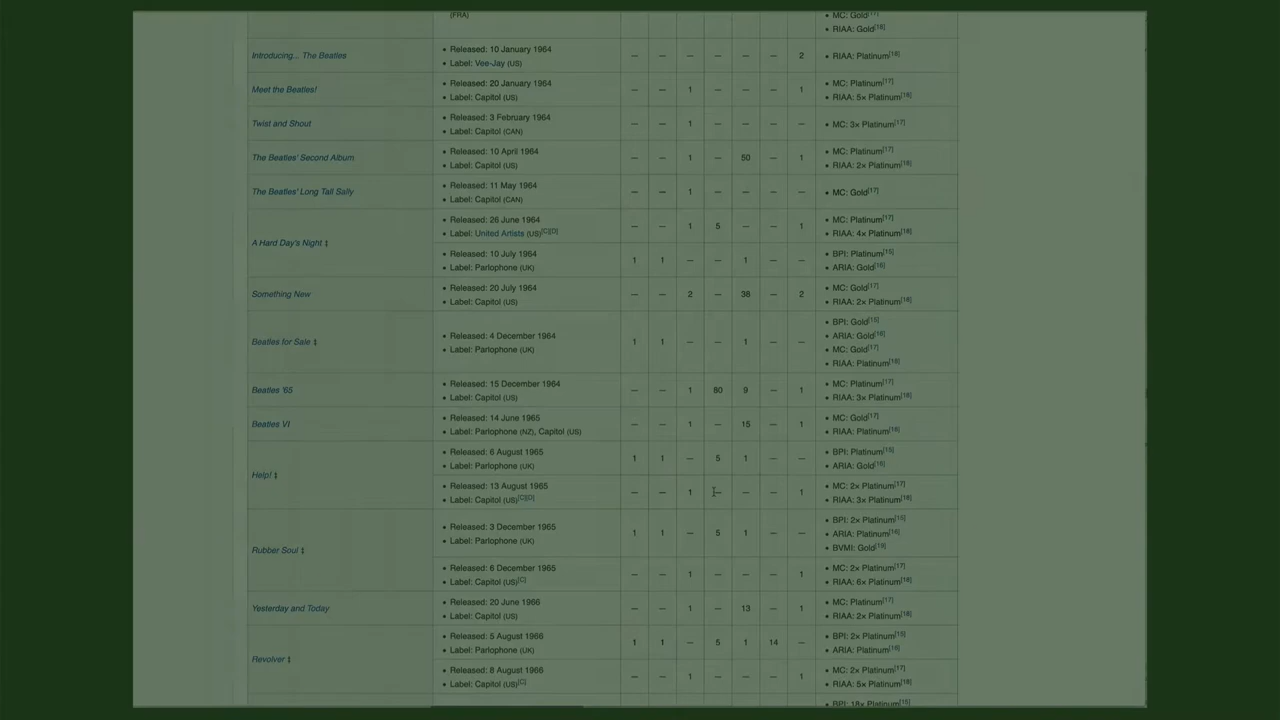 (FRA)
MC: Gold[17]
RIAA: Gold[18]
Introducing... The Beatles
Released: 10 January 1964
Label: Vee-Jay (US)
— — — — — — 2
RIAA: Platinum[18]
Meet the Beatles!
Released: 20 January 1964
Label: Capitol (US)
— — 1 — — — 1
MC: Platinum[17]
RIAA: 5× Platinum[18]
Twist and Shout
Released: 3 February 1964
Label: Capitol (CAN)
— — 1 — — — —
MC: 3× Platinum[17]
The Beatles' Second Album
Released: 10 April 1964
Label: Capitol (US)
— — 1 — 50 — 1
MC: Platinum[17]
RIAA: 2× Platinum[18]
The Beatles' Long Tall Sally
Released: 11 May 1964
Label: Capitol (CAN)
— — 1 — — — —
MC: Gold[17]
A Hard Day's Night ‡
Released: 26 June 1964
Label: United Artists (US)[C][D]
— — 1 5 — — 1
MC: Platinum[17]
RIAA: 4× Platinum[18]
Released: 10 July 1964
Label: Parlophone (UK)
1 1 — — 1 — —
BPI: Platinum[15]
ARIA: Gold[16]
Something New
Released: 20 July 1964
Label: Capitol (US)
— — 2 — 38 — 2
MC: Gold[17]
RIAA: 2× Platinum[18]
Beatles for Sale ‡
Released: 4 December 1964
Label: Parlophone (UK)
1 1 — — 1 — —
BPI: Gold[15]
ARIA: Gold[16]
MC: Gold[17]
RIAA: Platinum[18]
Beatles '65
Released: 15 December 1964
Label: Capitol (US)
— — 1 80 9 — 1
MC: Platinum[17]
RIAA: 3× Platinum[18]
Beatles VI
Released: 14 June 1965
Label: Parlophone (NZ), Capitol (US)
— — 1 — 15 — 1
MC: Gold[17]
RIAA: Platinum[18]
Help! ‡
Released: 6 August 1965
Label: Parlophone (UK)
1 1 — 5 1 — —
BPI: Platinum[15]
ARIA: Gold[16]
Released: 13 August 1965
Label: Capitol (US)[C][D]
— — 1 — — — 1
MC: 2× Platinum[17]
RIAA: 3× Platinum[18]
Rubber Soul ‡
Released: 3 December 1965
Label: Parlophone (UK)
1 1 — 5 1 — —
BPI: 2× Platinum[15]
ARIA: Platinum[16]
BVMI: Gold[19]
Released: 6 December 1965
Label: Capitol (US)[C]
— — 1 — — — 1
MC: 2× Platinum[17]
RIAA: 6× Platinum[18]
Yesterday and Today
Released: 20 June 1966
Label: Capitol (US)
— — 1 — 13 — 1
MC: Platinum[17]
RIAA: 2× Platinum[18]
Revolver ‡
Released: 5 August 1966
Label: Parlophone (UK)
1 1 — 5 1 14 —
BPI: 2× Platinum[15]
ARIA: Platinum[16]
Released: 8 August 1966
Label: Capitol (US)[C]
— — 1 — — — 1
MC: 2× Platinum[17]
RIAA: 5× Platinum[18]
BPI: 18× Platinum[15]